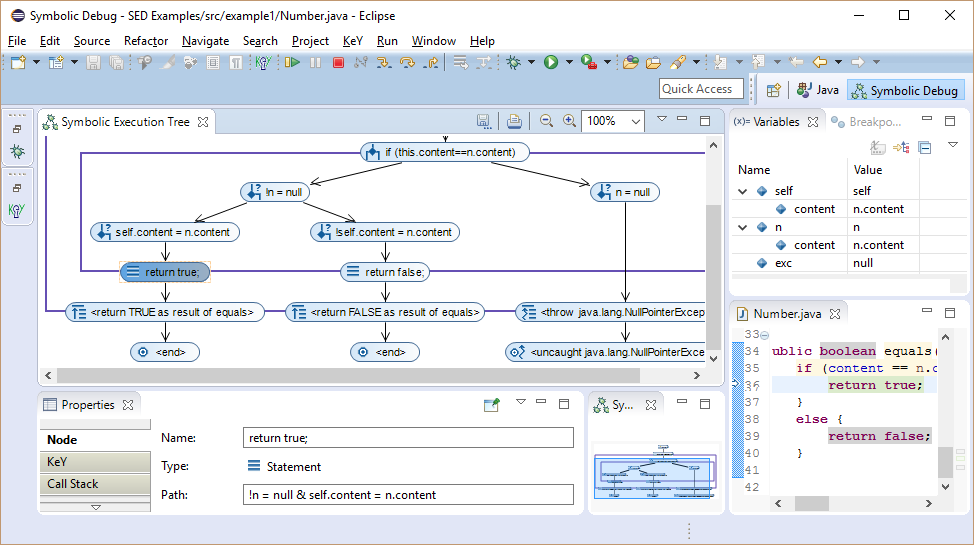 Symbolic Debug - SED Examples/src/example1/Number.java - Eclipse
File Edit Source Refactor Navigate Search Project KeY Run Window Help
Quick Access
Java Symbolic Debug
Symbolic Execution Tree
100%
if (this.content==n.content)
!n = null
n = null
self.content = n.content
!self.content = n.content
return true;
return false;
<return TRUE as result of equals>
<return FALSE as result of equals>
<throw java.lang.NullPointerExcep
<end>
<end>
<uncaught java.lang.NullPointerExce
(x)= Variables
Breakpo...
Name Value
self self
content n.content
n n
content n.content
exc null
Number.java
33
34 ublic boolean equals(
35 if (content == n.c
36 return true;
37 }
38 else {
39 return false;
40 }
41
42
Properties
Node
KeY
Call Stack
Name: return true;
Type: Statement
Path: !n = null & self.content = n.content
Sy...